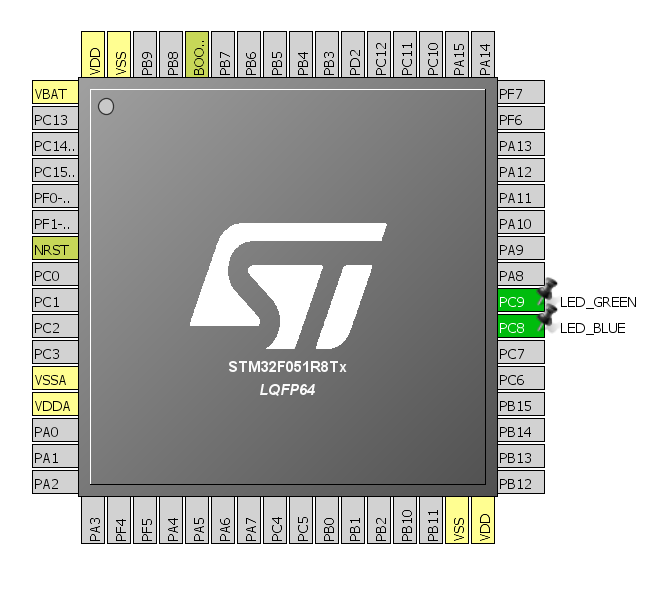 VDD
VSS
PB9
PB8
BOO..
PB7
PB6
PB5
PB4
PB3
PD2
PC12
PC11
PC10
PA15
PA14
VBAT
PC13
PC14..
PC15..
PF0-..
PF1-..
NRST
PC0
PC1
PC2
PC3
VSSA
VDDA
PA0
PA1
PA2
ST
STM32F051R8Tx
LQFP64
PF7
PF6
PA13
PA12
PA11
PA10
PA9
PA8
PC9 LED_GREEN
PC8 LED_BLUE
PC7
PC6
PB15
PB14
PB13
PB12
PA3
PF4
PF5
PA4
PA5
PA6
PA7
PC4
PC5
PB0
PB1
PB2
PB10
PB11
VSS
VDD